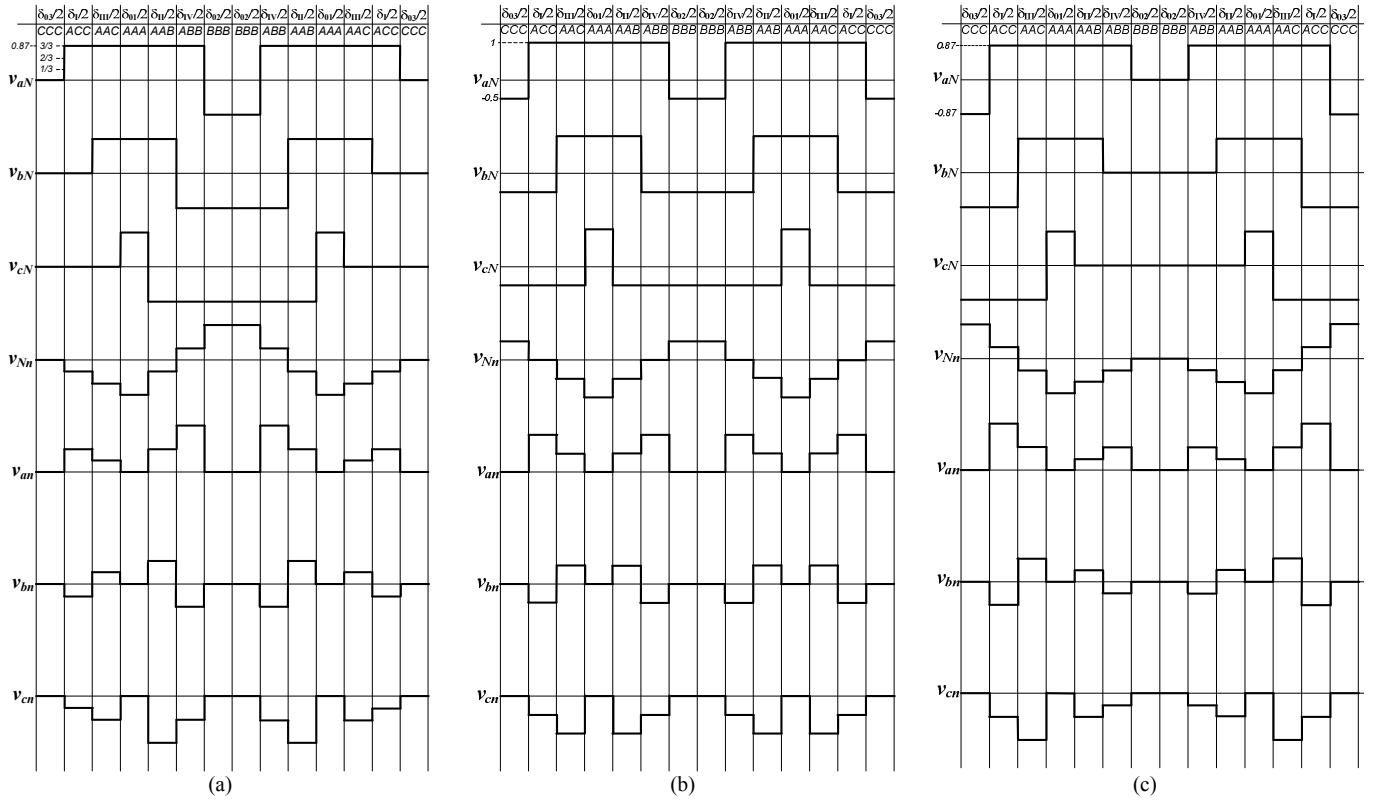 δ03/2 δI/2 δIII/2 δ01/2 δII/2 δIV/2 δ02/2 δ02/2 δIV/2 δII/2 δ01/2 δIII/2 δI/2 δ03/2
CCC ACC AAC AAA AAB ABB BBB BBB ABB AAB AAA AAC ACC CCC
0.87 3/3
2/3
1/3
vaN
vbN
vcN
vNn
van
vbn
vcn
(a)
δ03/2 δI/2 δIII/2 δ01/2 δII/2 δIV/2 δ02/2 δ02/2 δIV/2 δII/2 δ01/2 δIII/2 δI/2 δ03/2
CCC ACC AAC AAA AAB ABB BBB BBB ABB AAB AAA AAC ACC CCC
1
vaN
-0.5
vbN
vcN
vNn
van
vbn
vcn
(b)
δ03/2 δI/2 δIII/2 δ01/2 δII/2 δIV/2 δ02/2 δ02/2 δIV/2 δII/2 δ01/2 δIII/2 δI/2 δ03/2
CCC ACC AAC AAA AAB ABB BBB BBB ABB AAB AAA AAC ACC CCC
0.87
vaN
-0.87
vbN
vcN
vNn
van
vbn
vcn
(c)